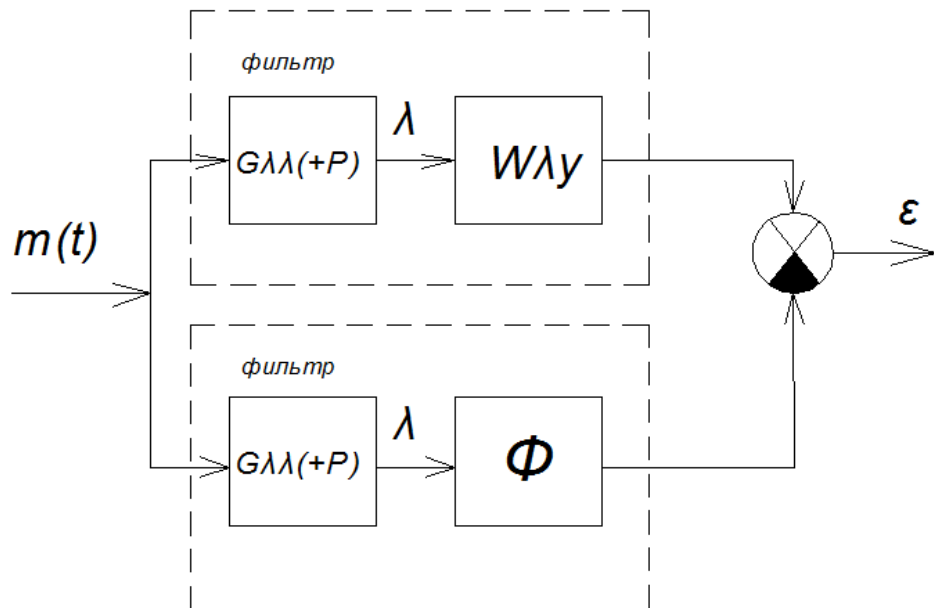 фильтр
Gλλ(+P)
λ
Wλy
m(t)
ε
фильтр
Gλλ(+P)
λ
Φ